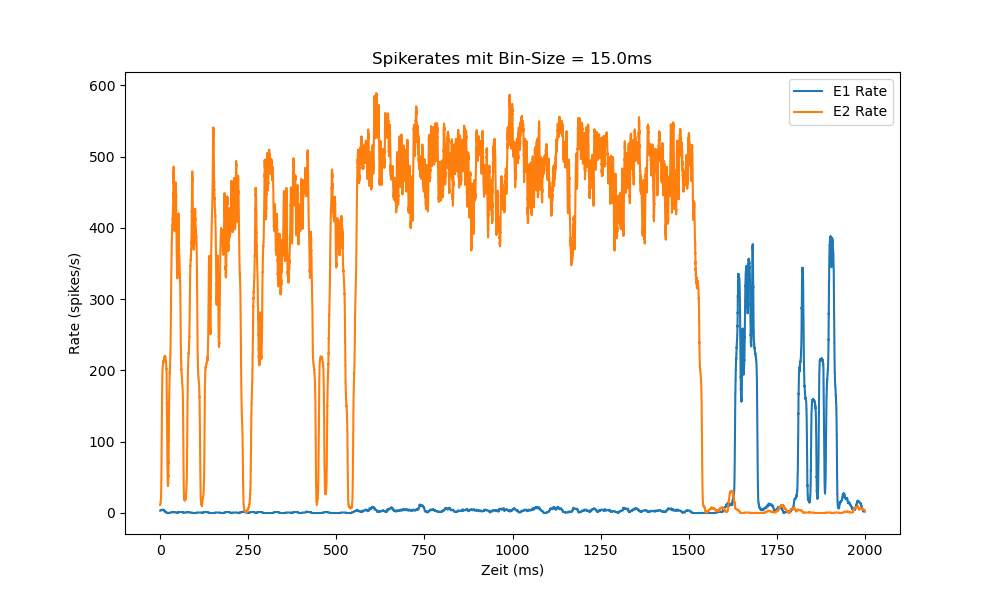 Spikerates mit Bin-Size = 15.0ms
E1 Rate
E2 Rate
Rate (spikes/s)
600
500
400
300
200
100
0
0 250 500 750 1000 1250 1500 1750 2000
Zeit (ms)